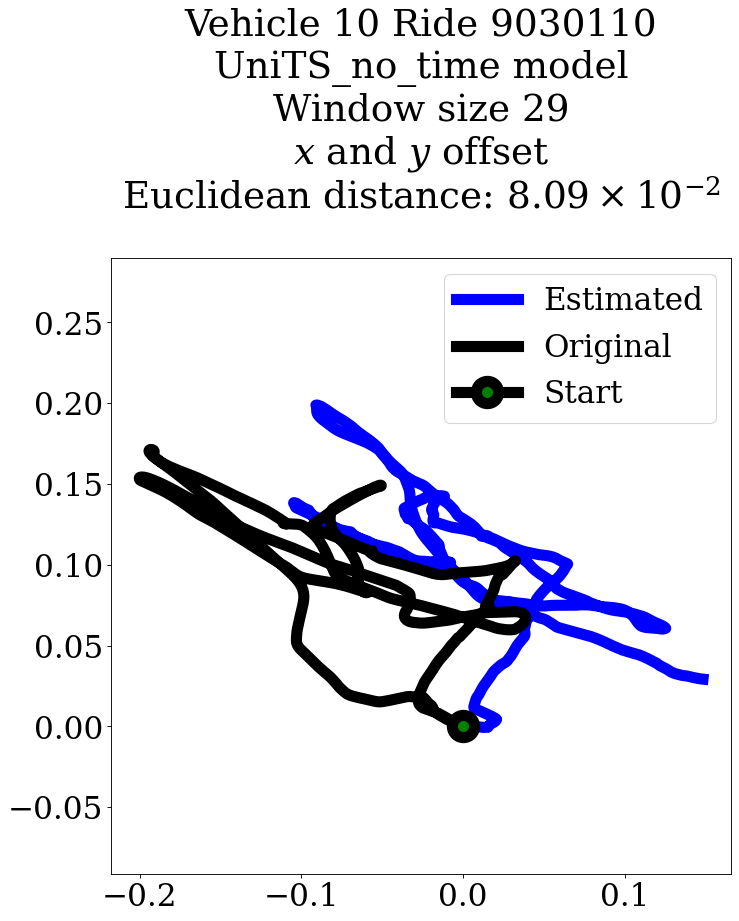 Vehicle 10 Ride 9030110
UniTS_no_time model
Window size 29
x and y offset
Euclidean distance: 8.09 × 10⁻²
Estimated
Original
Start
0.25
0.20
0.15
0.10
0.05
0.00
−0.05
−0.2
−0.1
0.0
0.1